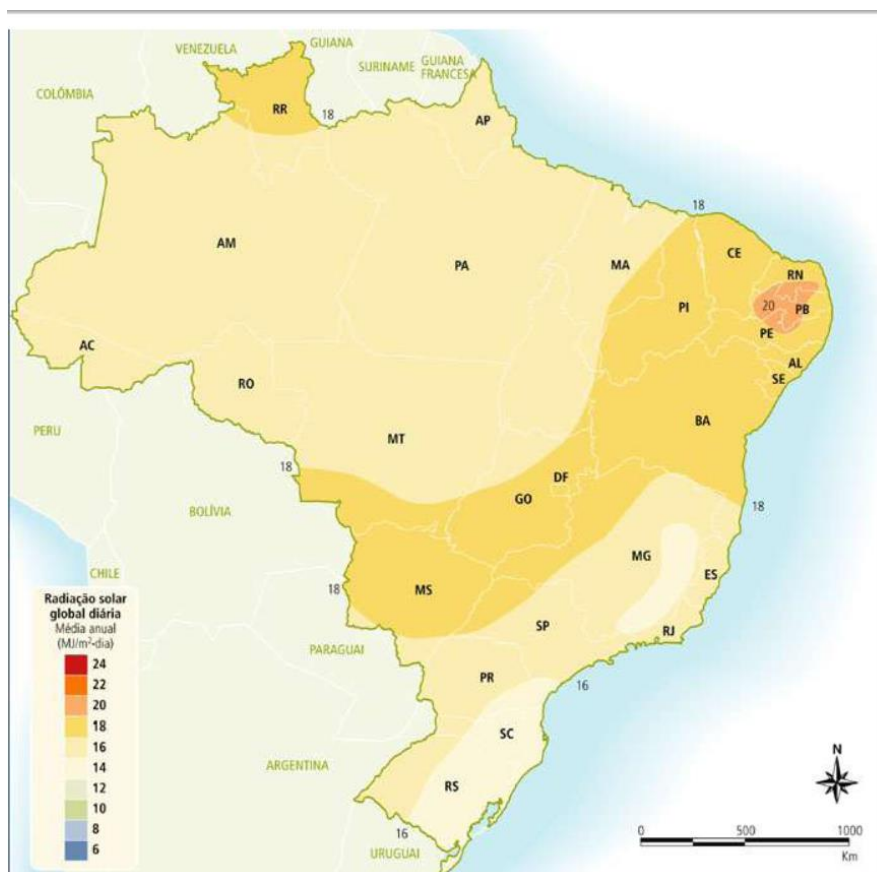 VENEZUELA
GUIANA
SURINAME
GUIANA
FRANCESA
COLÔMBIA
RR
18
AP
18
AM
PA
MA
CE
RN
PI
20
PB
PE
AC
AL
SE
RO
PERU
BA
MT
18
DF
GO
18
BOLÍVIA
MG
CHILE
ES
18
MS
SP
RJ
PARAGUAI
PR
16
SC
ARGENTINA
RS
16
URUGUAI
Radiação solar
global diária
Média anual
(MJ/m²-dia)
24
22
20
18
16
14
12
10
8
6
N
0 500 1000
Km